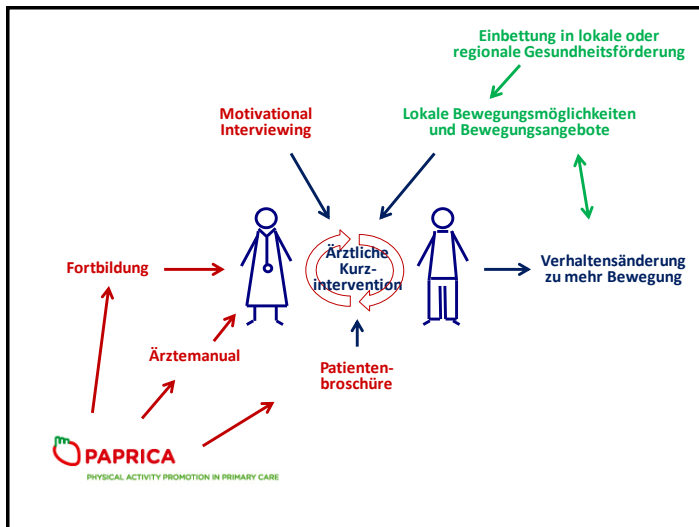 Einbettung in lokale oder
regionale Gesundheitsförderung
Motivational
Interviewing
Lokale Bewegungsmöglichkeiten
und Bewegungsangebote
Fortbildung
Ärztliche
Kurz-
intervention
Verhaltensänderung
zu mehr Bewegung
Ärztemanual
Patienten-
broschüre
PAPRICA
PHYSICAL ACTIVITY PROMOTION IN PRIMARY CARE